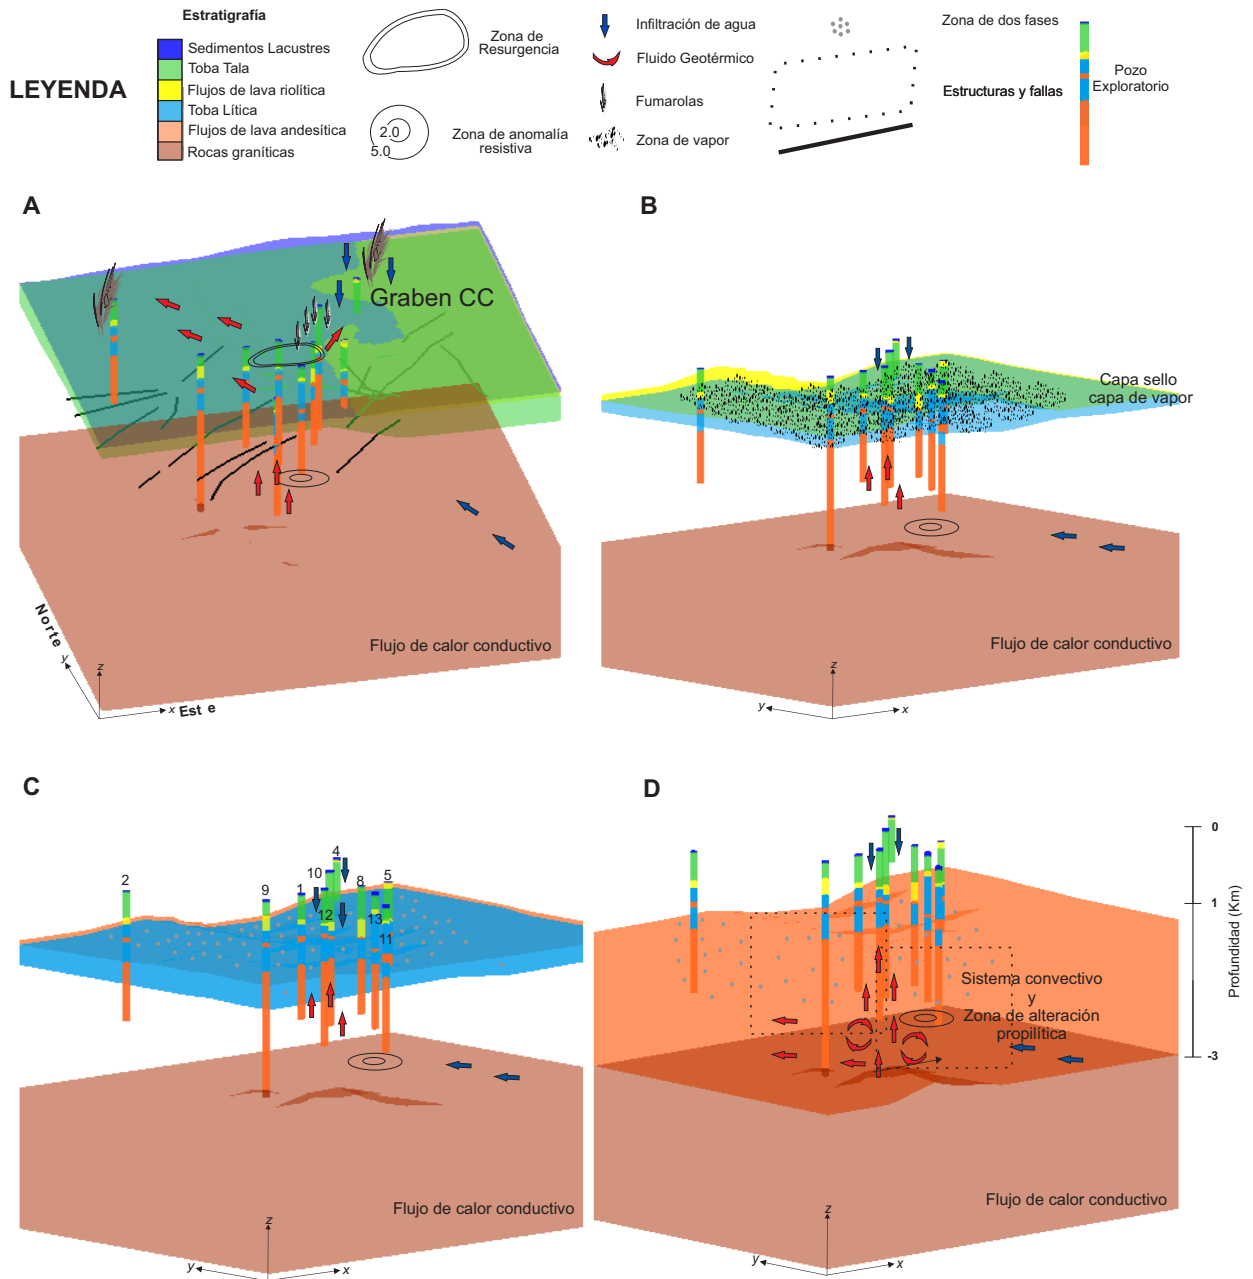 LEYENDA
Estratigrafía
Sedimentos Lacustres
Toba Tala
Flujos de lava riolítica
Toba Lítica
Flujos de lava andesítica
Rocas graníticas
Zona de
Resurgencia
2.0
5.0
Zona de anomalía
resistiva
Infiltración de agua
Fluido Geotérmico
Fumarolas
Zona de vapor
Zona de dos fases
Estructuras y fallas
Pozo
Exploratorio
A
Graben CC
Flujo de calor conductivo
Norte
y
z
x
Est e
B
Capa sello
capa de vapor
Flujo de calor conductivo
z
y
x
C
2
9
1
10
4
12
8
13
5
11
Flujo de calor conductivo
z
y
x
D
0
1
-3
Profundidad (Km)
Sistema convectivo
y
Zona de alteración
propilítica
Flujo de calor conductivo
z
y
x